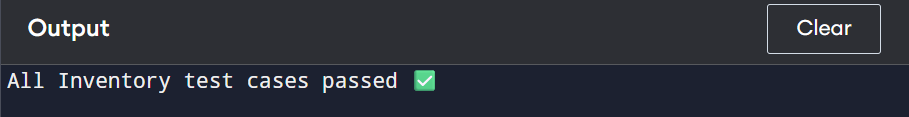 Output
Clear
All Inventory test cases passed ✅